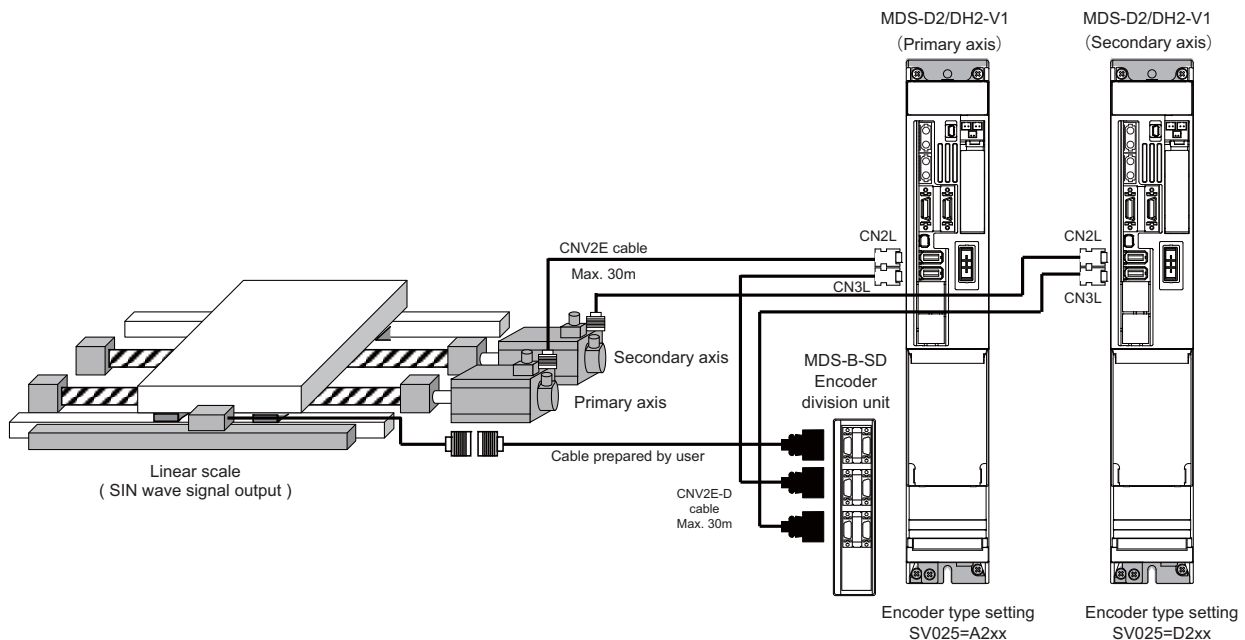 MDS-D2/DH2-V1
（Primary axis）
MDS-D2/DH2-V1
（Secondary axis）
CN2L
CN2L
CNV2E cable
Max. 30m
CN3L
CN3L
Secondary axis
MDS-B-SD
Encoder
division unit
Primary axis
Cable prepared by user
Linear scale
( SIN wave signal output )
CNV2E-D
cable
Max. 30m
Encoder type setting
SV025=A2xx
Encoder type setting
SV025=D2xx